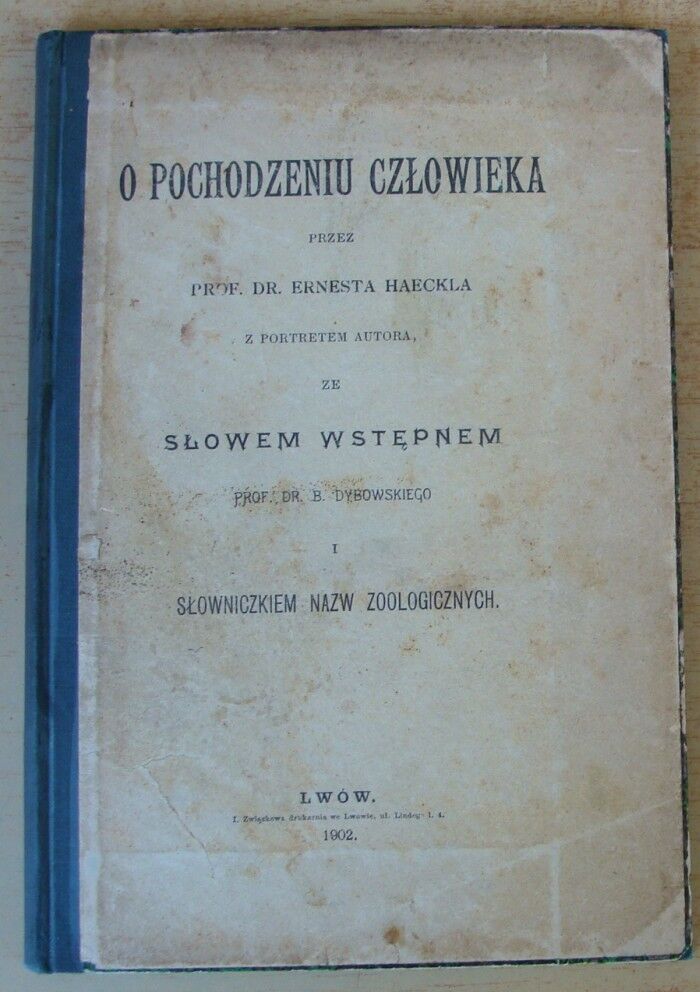 O POCHODZENIU CZŁOWIEKA
PRZEZ
PROF. DR. ERNESTA HAECKLA
Z PORTRETEM AUTORA,
ZE
SŁOWEM WSTĘPNEM
PROF. DR. B. DYBOWSKIEGO
I
SŁOWNICZKIEM NAZW ZOOLOGICZNYCH.
LWÓW.
I. Związkowa drukarnia we Lwowie, ul. Lindego l. 4.
1902.